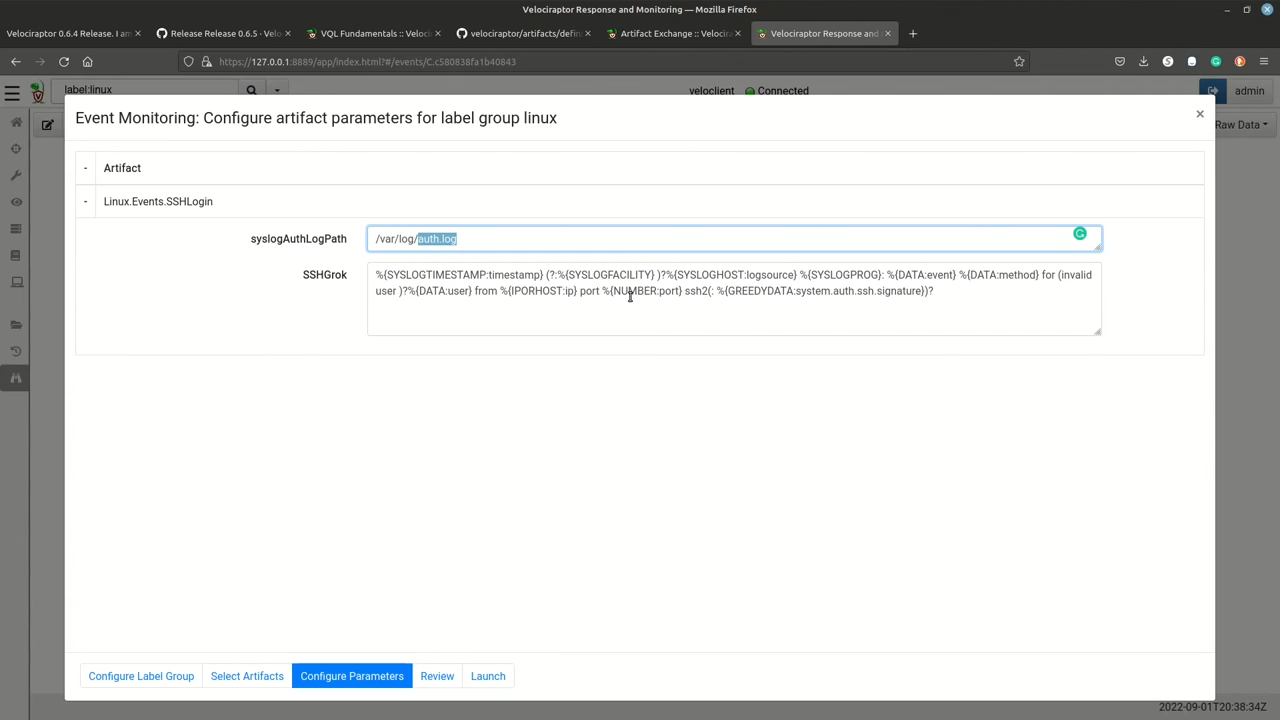 Velociraptor Response and Monitoring — Mozilla Firefox
Velociraptor 0.6.4 Release. I am
Release Release 0.6.5 · Velo
VQL Fundamentals :: Veloci
velociraptor/artifacts/defin
Artifact Exchange :: Veloci
Velociraptor Response and
https://127.0.0.1:8889/app/index.html?#/events/C.c580838fa1b40843
label:linux
veloclient
Connected
admin
Event Monitoring: Configure artifact parameters for label group linux
×
Raw Data
- Artifact
- Linux.Events.SSHLogin
syslogAuthLogPath
/var/log/auth.log
SSHGrok
%{SYSLOGTIMESTAMP:timestamp} (?:%{SYSLOGFACILITY} )?%{SYSLOGHOST:logsource} %{SYSLOGPROG}: %{DATA:event} %{DATA:method} for (invalid
user )?%{DATA:user} from %{IPORHOST:ip} port %{NUMBER:port} ssh2(: %{GREEDYDATA:system.auth.ssh.signature})?
Configure Label Group
Select Artifacts
Configure Parameters
Review
Launch
2022-09-01T20:38:34Z